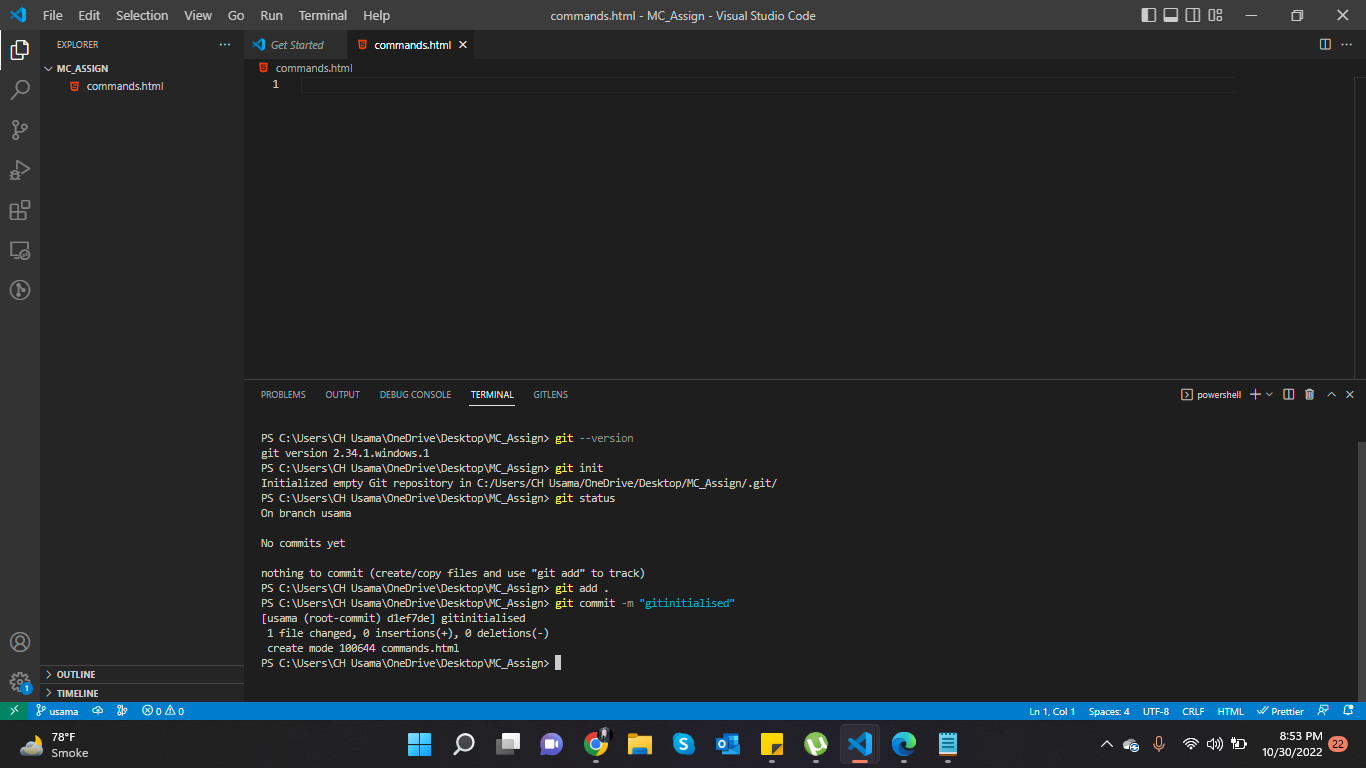 File Edit Selection View Go Run Terminal Help
commands.html - MC_Assign - Visual Studio Code
EXPLORER
MC_ASSIGN
commands.html
OUTLINE
TIMELINE
Get Started
commands.html
commands.html
1
PROBLEMS OUTPUT DEBUG CONSOLE TERMINAL GITLENS
powershell
PS C:\Users\CH Usama\OneDrive\Desktop\MC_Assign> git --version
git version 2.34.1.windows.1
PS C:\Users\CH Usama\OneDrive\Desktop\MC_Assign> git init
Initialized empty Git repository in C:/Users/CH Usama/OneDrive/Desktop/MC_Assign/.git/
PS C:\Users\CH Usama\OneDrive\Desktop\MC_Assign> git status
On branch usama
No commits yet
nothing to commit (create/copy files and use "git add" to track)
PS C:\Users\CH Usama\OneDrive\Desktop\MC_Assign> git add .
PS C:\Users\CH Usama\OneDrive\Desktop\MC_Assign> git commit -m "gitinitialised"
[usama (root-commit) d1ef7de] gitinitialised
1 file changed, 0 insertions(+), 0 deletions(-)
create mode 100644 commands.html
PS C:\Users\CH Usama\OneDrive\Desktop\MC_Assign>
1
usama 0 0 Ln 1, Col 1 Spaces: 4 UTF-8 CRLF HTML Prettier
78°F
Smoke
8:53 PM
10/30/2022
22